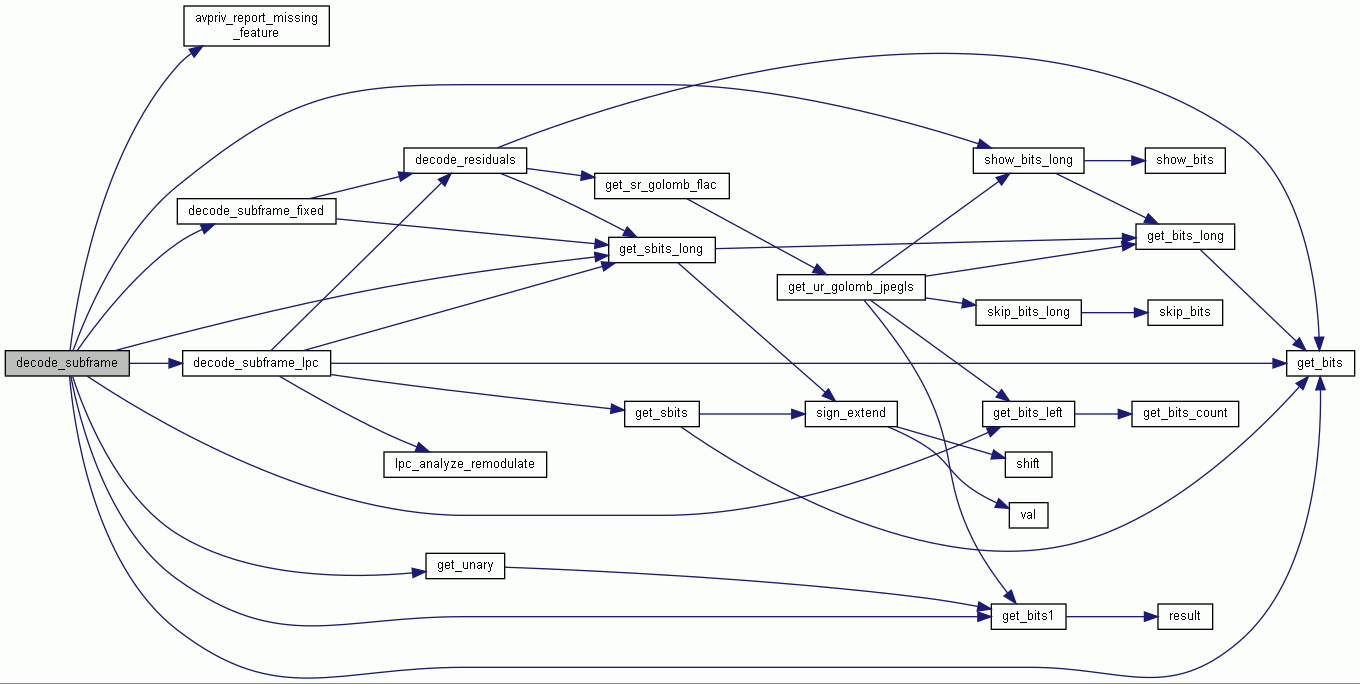 avpriv_report_missing
_feature
decode_residuals
show_bits_long
show_bits
get_sr_golomb_flac
decode_subframe_fixed
get_sbits_long
get_bits_long
get_ur_golomb_jpegls
skip_bits_long
skip_bits
decode_subframe
decode_subframe_lpc
get_bits
get_sbits
sign_extend
get_bits_left
get_bits_count
lpc_analyze_remodulate
shift
val
get_unary
get_bits1
result